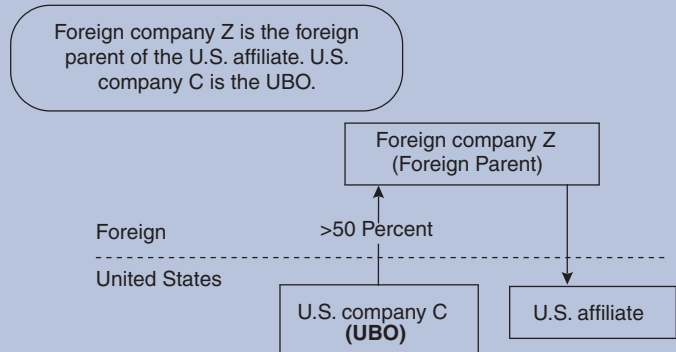 Foreign company Z is the foreign
parent of the U.S. affiliate. U.S.
company C is the UBO.
Foreign company Z
(Foreign Parent)
Foreign
>50 Percent
United States
U.S. company C
(UBO)
U.S. affiliate